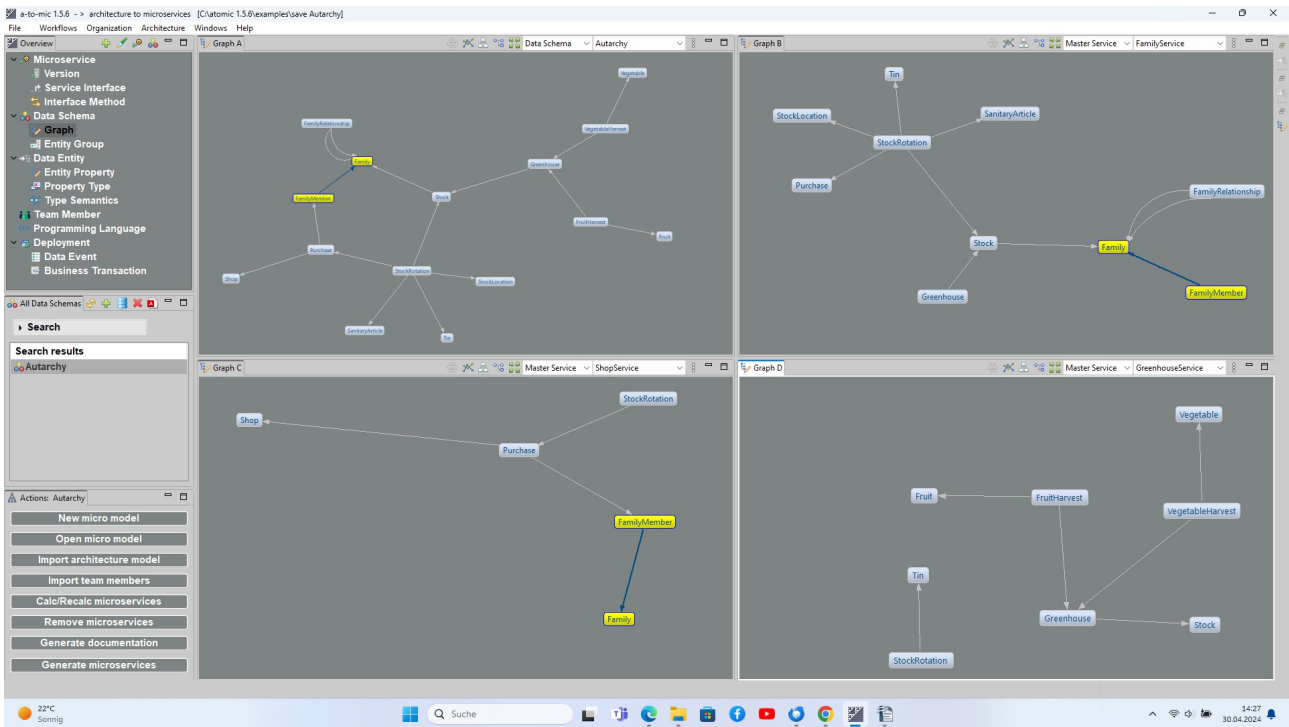 a-to-mic 1.5.6 - > architecture to microservices [C:\atomic 1.5.6\examples\save Autarchy]
File Workflows Organization Architecture Windows Help
Overview
Microservice
Version
Service Interface
Interface Method
Data Schema
Graph
Entity Group
Data Entity
Entity Property
Property Type
Type Semantics
Team Member
Programming Language
Deployment
Data Event
Business Transaction
All Data Schemas
Search
Search results
Autarchy
Actions: Autarchy
New micro model
Open micro model
Import architecture model
Import team members
Calc/Recalc microservices
Remove microservices
Generate documentation
Generate microservices
Graph A Data Schema Autarchy
Vegetable
FamilyRelationship
VegetableHarvest
Family
Greenhouse
FamilyMember
Stock
FruitHarvest
Fruit
Purchase
StockRotation
Shop
StockLocation
SanitaryArticle
Tin
Graph B Master Service FamilyService
Tin
StockLocation
SanitaryArticle
StockRotation
Purchase
FamilyRelationship
Stock
Family
FamilyMember
Greenhouse
Graph C Master Service ShopService
StockRotation
Shop
Purchase
FamilyMember
Family
Graph D Master Service GreenhouseService
Vegetable
Fruit
FruitHarvest
VegetableHarvest
Tin
Greenhouse
Stock
StockRotation
22°C
Sonnig
Suche
14:27
30.04.2024